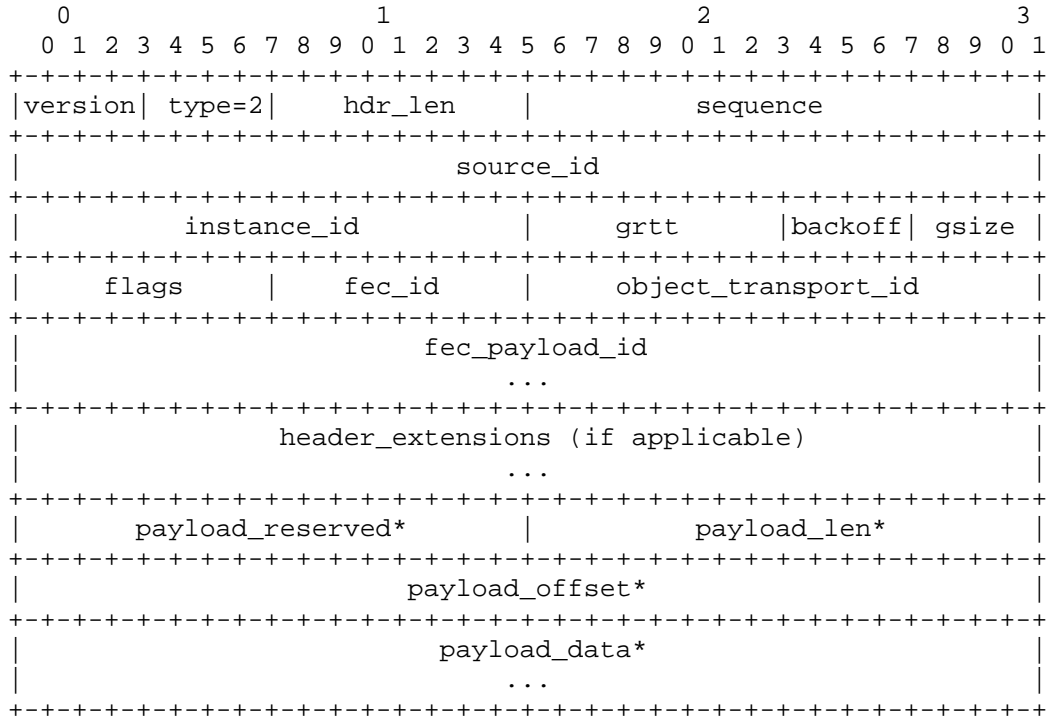 0                   1                   2                   3
  0 1 2 3 4 5 6 7 8 9 0 1 2 3 4 5 6 7 8 9 0 1 2 3 4 5 6 7 8 9 0 1
+-+-+-+-+-+-+-+-+-+-+-+-+-+-+-+-+-+-+-+-+-+-+-+-+-+-+-+-+-+-+-+-+
|version| type=2|    hdr_len    |          sequence             |
+-+-+-+-+-+-+-+-+-+-+-+-+-+-+-+-+-+-+-+-+-+-+-+-+-+-+-+-+-+-+-+-+
|                           source_id                           |
+-+-+-+-+-+-+-+-+-+-+-+-+-+-+-+-+-+-+-+-+-+-+-+-+-+-+-+-+-+-+-+-+
|          instance_id          |     grtt      |backoff| gsize |
+-+-+-+-+-+-+-+-+-+-+-+-+-+-+-+-+-+-+-+-+-+-+-+-+-+-+-+-+-+-+-+-+
|     flags     |    fec_id     |     object_transport_id       |
+-+-+-+-+-+-+-+-+-+-+-+-+-+-+-+-+-+-+-+-+-+-+-+-+-+-+-+-+-+-+-+-+
|                         fec_payload_id                        |
|                              ...                              |
+-+-+-+-+-+-+-+-+-+-+-+-+-+-+-+-+-+-+-+-+-+-+-+-+-+-+-+-+-+-+-+-+
|                header_extensions (if applicable)              |
|                              ...                              |
+-+-+-+-+-+-+-+-+-+-+-+-+-+-+-+-+-+-+-+-+-+-+-+-+-+-+-+-+-+-+-+-+
|       payload_reserved*       |          payload_len*         |
+-+-+-+-+-+-+-+-+-+-+-+-+-+-+-+-+-+-+-+-+-+-+-+-+-+-+-+-+-+-+-+-+
|                        payload_offset*                        |
+-+-+-+-+-+-+-+-+-+-+-+-+-+-+-+-+-+-+-+-+-+-+-+-+-+-+-+-+-+-+-+-+
|                          payload_data*                        |
|                              ...                              |
+-+-+-+-+-+-+-+-+-+-+-+-+-+-+-+-+-+-+-+-+-+-+-+-+-+-+-+-+-+-+-+-+